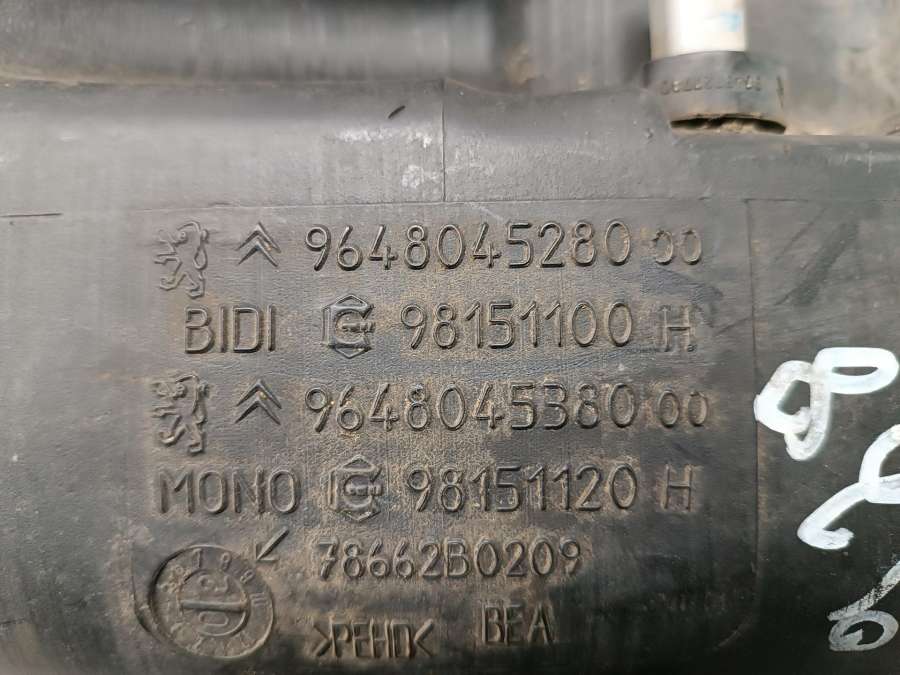 9648045280 00
BIDI 98151100 H
9648045380 00
MONO 98151120 H
78662B0209
>PEHD<
BEA